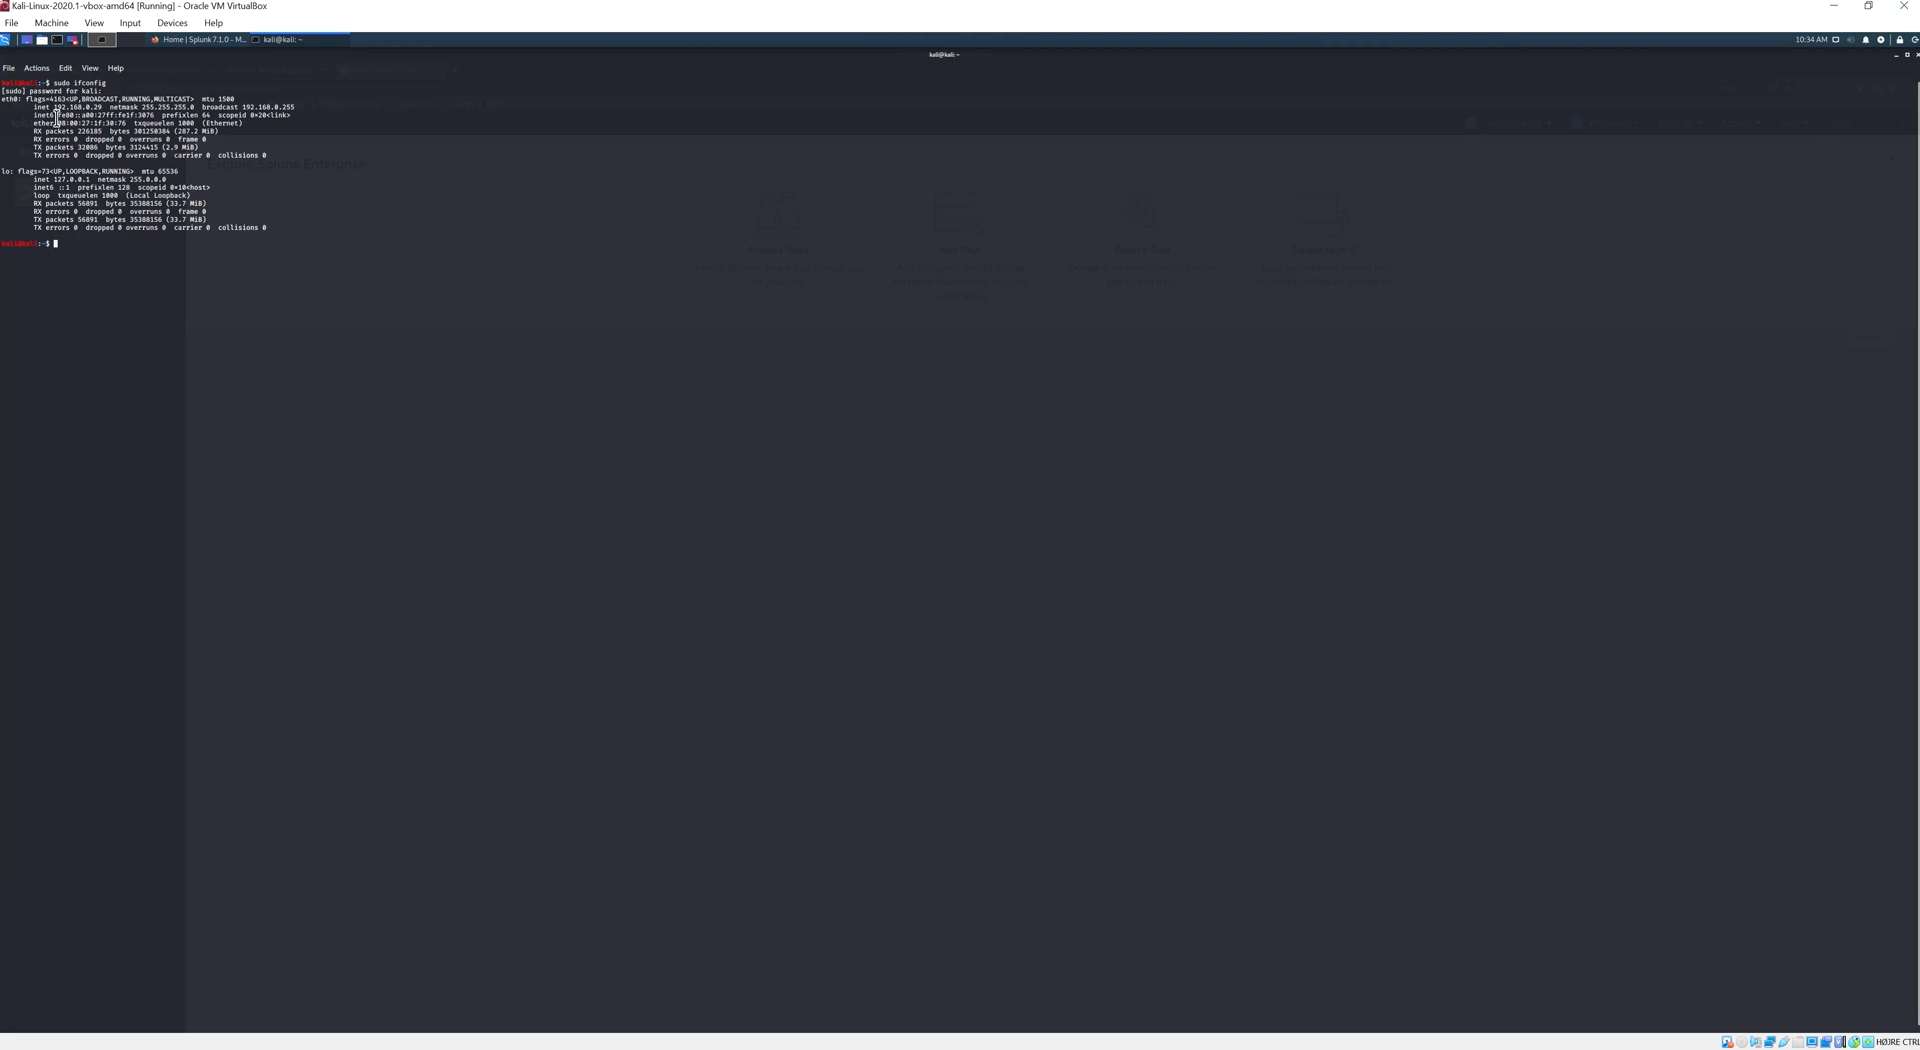 Kali-Linux-2020.1-vbox-amd64 [Running] - Oracle VM VirtualBox
File Machine View Input Devices Help
Home | Splunk 7.1.0 - M... kali@kali: ~ 10:34 AM
kali@kali: ~
File Actions Edit View Help
kali@kali:~$ sudo ifconfig
[sudo] password for kali:
eth0: flags=4163<UP,BROADCAST,RUNNING,MULTICAST> mtu 1500
inet 192.168.0.29 netmask 255.255.255.0 broadcast 192.168.0.255
inet6 fe80::a00:27ff:fe1f:3076 prefixlen 64 scopeid 0×20<link>
ether 08:00:27:1f:30:76 txqueuelen 1000 (Ethernet)
RX packets 226185 bytes 301250384 (287.2 MiB)
RX errors 0 dropped 0 overruns 0 frame 0
TX packets 32086 bytes 3124415 (2.9 MiB)
TX errors 0 dropped 0 overruns 0 carrier 0 collisions 0
Explore Splunk Enterprise
lo: flags=73<UP,LOOPBACK,RUNNING> mtu 65536
inet 127.0.0.1 netmask 255.0.0.0
inet6 ::1 prefixlen 128 scopeid 0×10<host>
loop txqueuelen 1000 (Local Loopback)
RX packets 56891 bytes 35388156 (33.7 MiB)
RX errors 0 dropped 0 overruns 0 frame 0
TX packets 56891 bytes 35388156 (33.7 MiB)
TX errors 0 dropped 0 overruns 0 carrier 0 collisions 0
kali@kali:~$
HØJRE CTRL